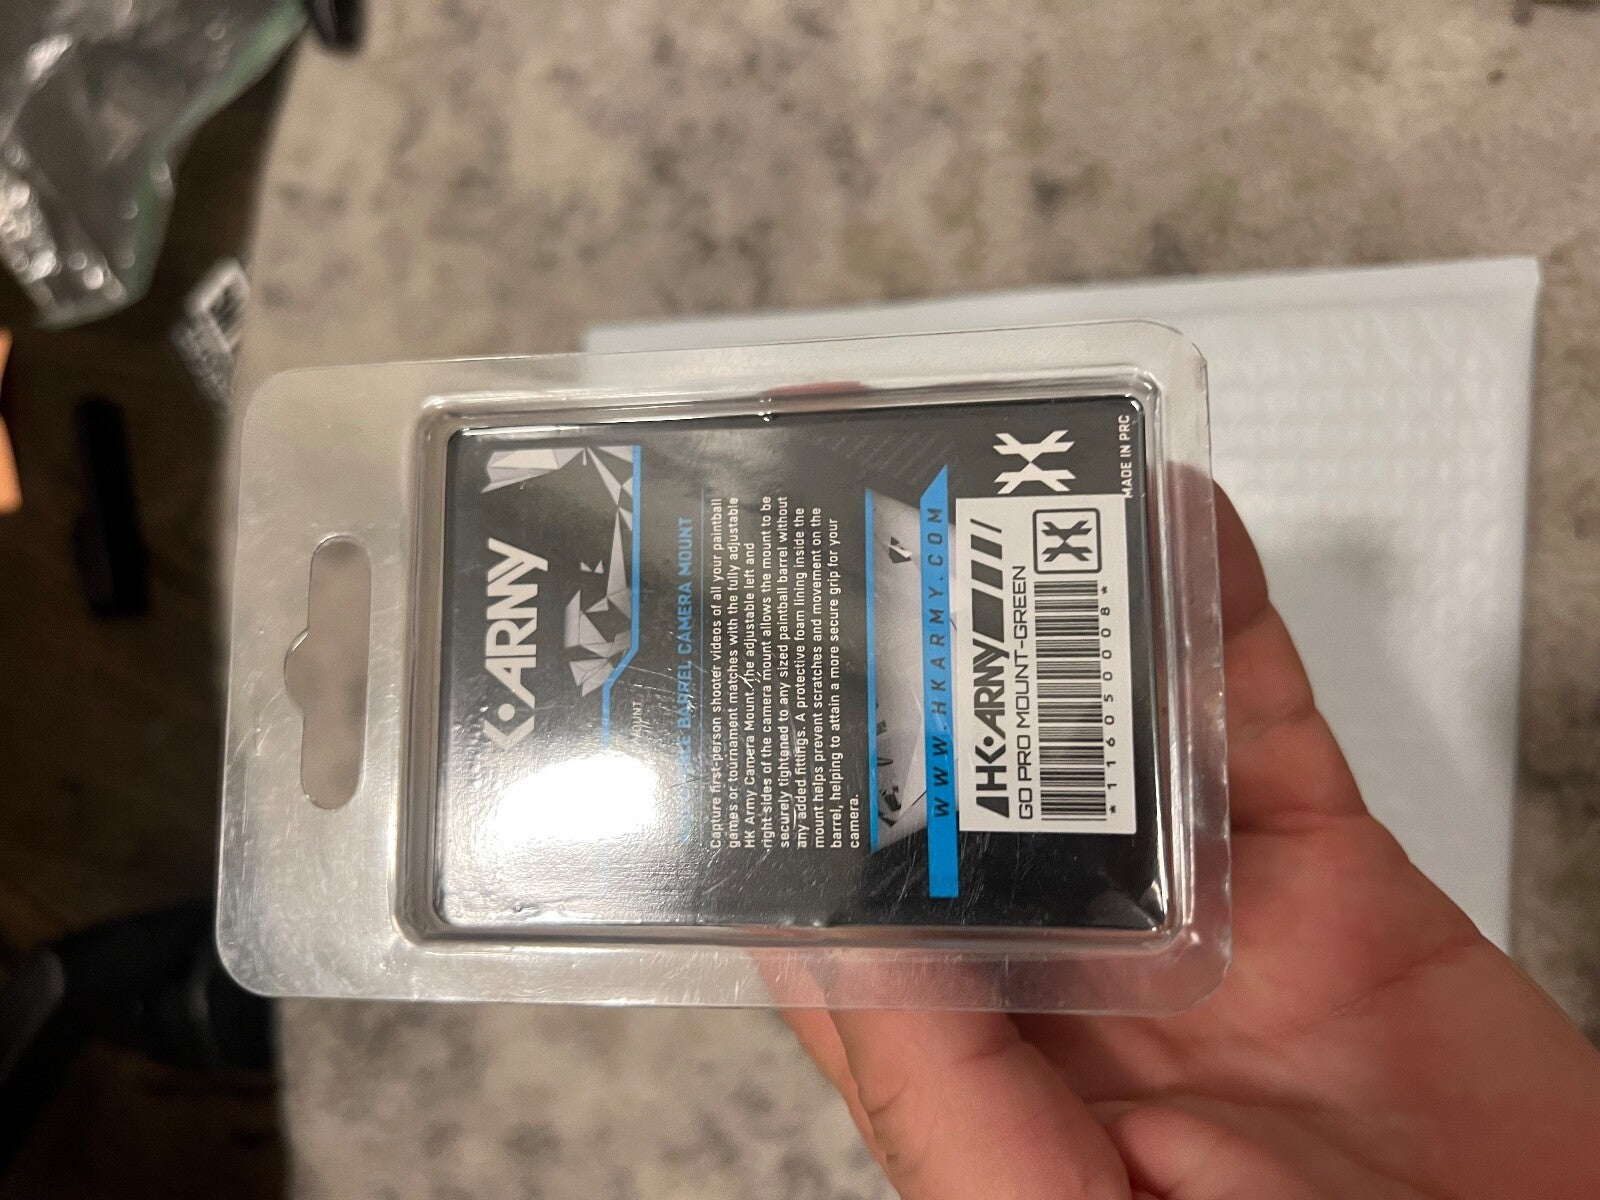 K·ARMY
MOUNT
BARREL CAMERA MOUNT
Capture first-person shooter videos of all your paintball
games or tournament matches with the fully adjustable
HK Army Camera Mount. The adjustable left and
right sides of the camera mount allows the mount to be
securely tightened to any sized paintball barrel without
any added fittings. A protective foam lining inside the
mount helps prevent scratches and movement on the
barrel, helping to attain a more secure grip for your
camera.
WWW.HKARMY.COM
HK·ARMY
GO PRO MOUNT-GREEN
*116050008*
MADE IN PRC